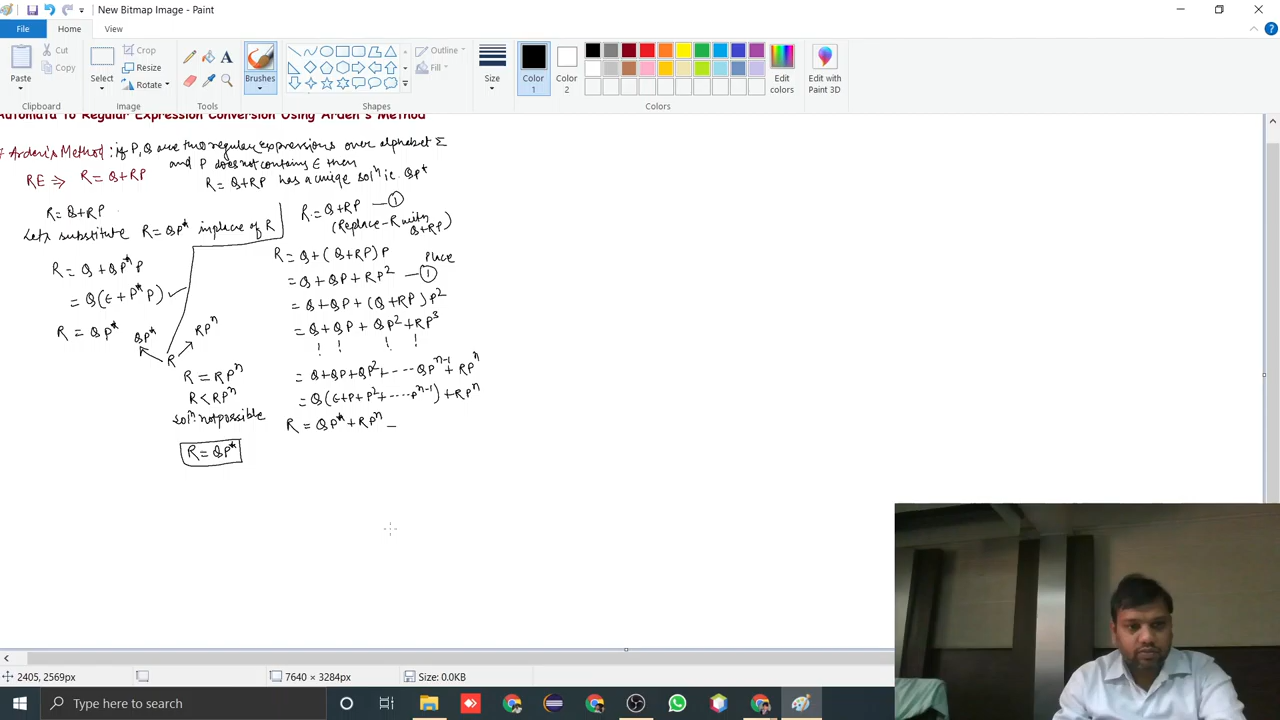 New Bitmap Image - Paint
File Home View
Paste Cut Copy Clipboard
Select Crop Resize Rotate Image
Tools
Brushes
Outline Fill Shapes
Size
Color 1 Color 2
Edit colors
Colors
Edit with Paint 3D
Automata To Regular Expression Conversion Using Arden's Method
Arden's Method: if P, Q are two regular expressions over alphabet Σ
and P does not contains ϵ then
RE ⇒ R = Q+RP
R = Q+RP has a uniqe solⁿ ie. QP*
R = Q+RP
Lets substitute R = QP* inplace of R
R = Q + QP*P
= Q(ϵ + P*P) ✓
R = QP*
QP* RPⁿ
R
R = RPⁿ
R < RPⁿ
solⁿ not possible
R = QP*
R = Q+RP — ①
(Replace R with Q+RP)
R = Q + (Q+RP)P
Place
= Q + QP + RP² — ①
= Q + QP + (Q+RP)P²
= Q + QP + QP² + RP³
= Q+QP+QP²+ ---- QPⁿ⁻¹ + RPⁿ
= Q(ϵ+P+P²+ ----- Pⁿ⁻¹) + RPⁿ
R = QP* + RPⁿ —
2405, 2569px
7640 × 3284px
Size: 0.0KB
Type here to search